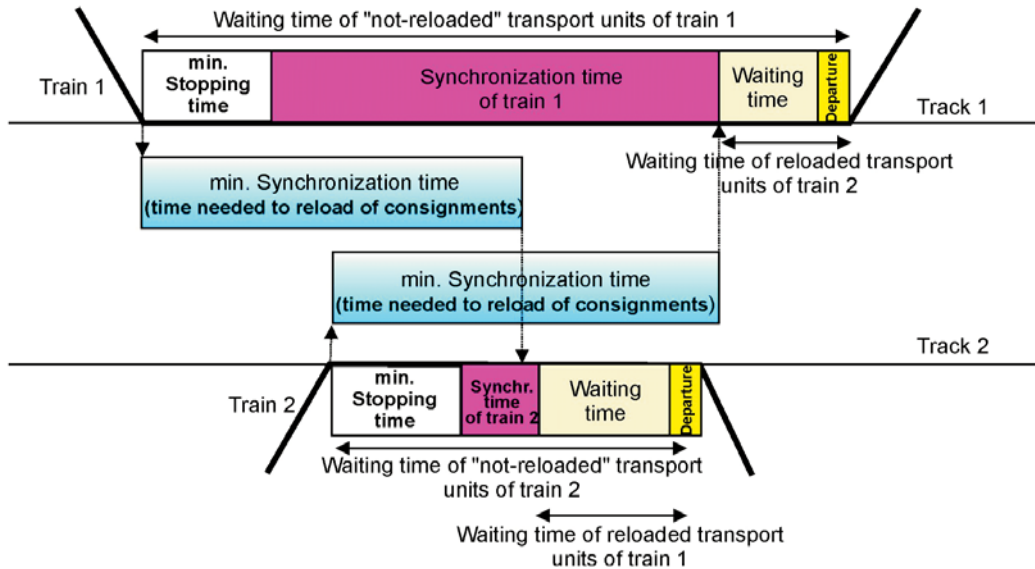 Waiting time of "not-reloaded" transport units of train 1
Train 1
min.
Stopping
time
Synchronization time
of train 1
Waiting
time
Departure
Track 1
Waiting time of reloaded transport
units of train 2
min. Synchronization time
(time needed to reload of consignments)
min. Synchronization time
(time needed to reload of consignments)
Track 2
Train 2
min.
Stopping
time
Synchr.
time
of train 2
Waiting
time
Departure
Waiting time of "not-reloaded" transport
units of train 2
Waiting time of reloaded transport
units of train 1